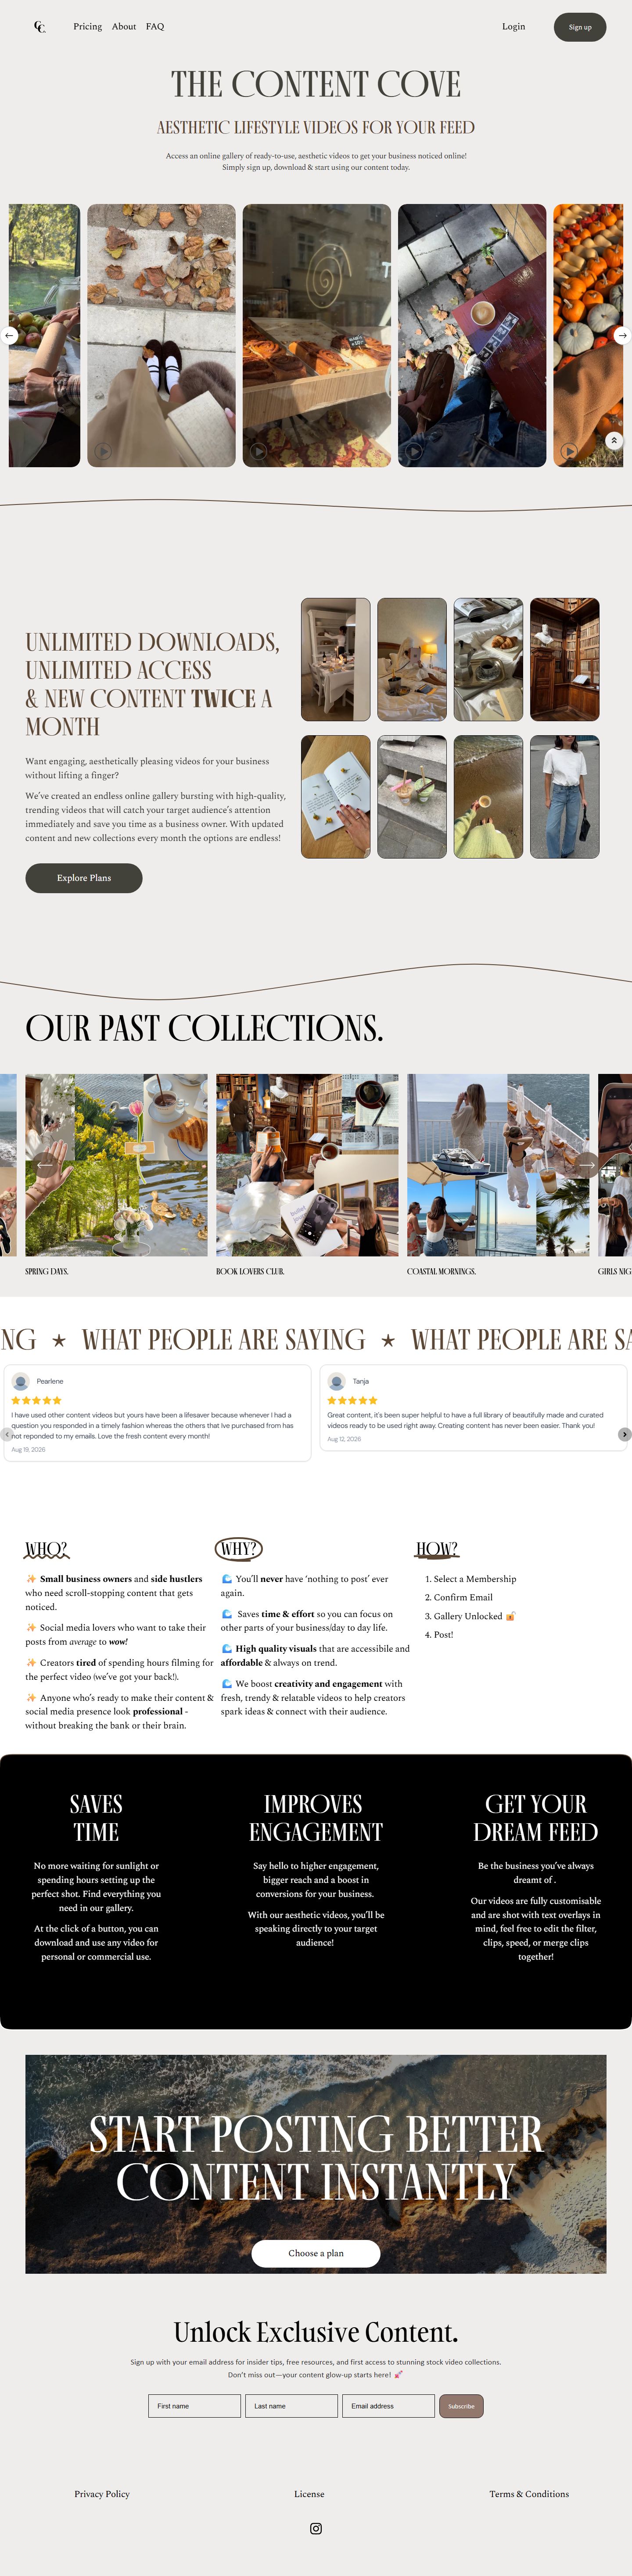 CC.
Pricing About FAQ
Login
Sign up
THE CONTENT COVE
AESTHETIC LIFESTYLE VIDEOS FOR YOUR FEED
Access an online gallery of ready-to-use, aesthetic videos to get your business noticed online!
Simply sign up, download & start using our content today.
UNLIMITED DOWNLOADS,
UNLIMITED ACCESS
& NEW CONTENT TWICE A
MONTH
Want engaging, aesthetically pleasing videos for your business
without lifting a finger?
We’ve created an endless online gallery bursting with high-quality,
trending videos that will catch your target audience’s attention
immediately and save you time as a business owner. With updated
content and new collections every month the options are endless!
Explore Plans
OUR PAST COLLECTIONS.
SPRING DAYS.
BOOK LOVERS CLUB.
COASTAL MORNINGS.
GIRLS NIG
NG ★ WHAT PEOPLE ARE SAYING ★ WHAT PEOPLE ARE SA
Pearlene
I have used other content videos but yours have been a lifesaver because whenever I had a
question you responded in a timely fashion whereas the others that Ive purchased from has
not reponded to my emails. Love the fresh content every month!
Aug 19, 2026
Tanja
Great content, it's been super helpful to have a full library of beautifully made and curated
videos ready to be used right away. Creating content has never been easier. Thank you!
Aug 12, 2026
WHO?
✨ Small business owners and side hustlers
who need scroll-stopping content that gets
noticed.
✨ Social media lovers who want to take their
posts from average to wow!
✨ Creators tired of spending hours filming for
the perfect video (we’ve got your back!).
✨ Anyone who’s ready to make their content &
social media presence look professional -
without breaking the bank or their brain.
WHY?
🌊 You’ll never have ‘nothing to post’ ever
again.
🌊 Saves time & effort so you can focus on
other parts of your business/day to day life.
🌊 High quality visuals that are accessibile and
affordable & always on trend.
🌊 We boost creativity and engagement with
fresh, trendy & relatable videos to help creators
spark ideas & connect with their audience.
HOW?
1. Select a Membership
2. Confirm Email
3. Gallery Unlocked 🔓
4. Post!
SAVES
TIME
No more waiting for sunlight or
spending hours setting up the
perfect shot. Find everything you
need in our gallery.
At the click of a button, you can
download and use any video for
personal or commercial use.
IMPROVES
ENGAGEMENT
Say hello to higher engagement,
bigger reach and a boost in
conversions for your business.
With our aesthetic videos, you’ll be
speaking directly to your target
audience!
GET YOUR
DREAM FEED
Be the business you’ve always
dreamt of .
Our videos are fully customisable
and are shot with text overlays in
mind, feel free to edit the filter,
clips, speed, or merge clips
together!
START POSTING BETTER
CONTENT INSTANTLY
Choose a plan
Unlock Exclusive Content.
Sign up with your email address for insider tips, free resources, and first access to stunning stock video collections.
Don’t miss out—your content glow-up starts here! 💅
First name
Last name
Email address
Subscribe
Privacy Policy
License
Terms & Conditions